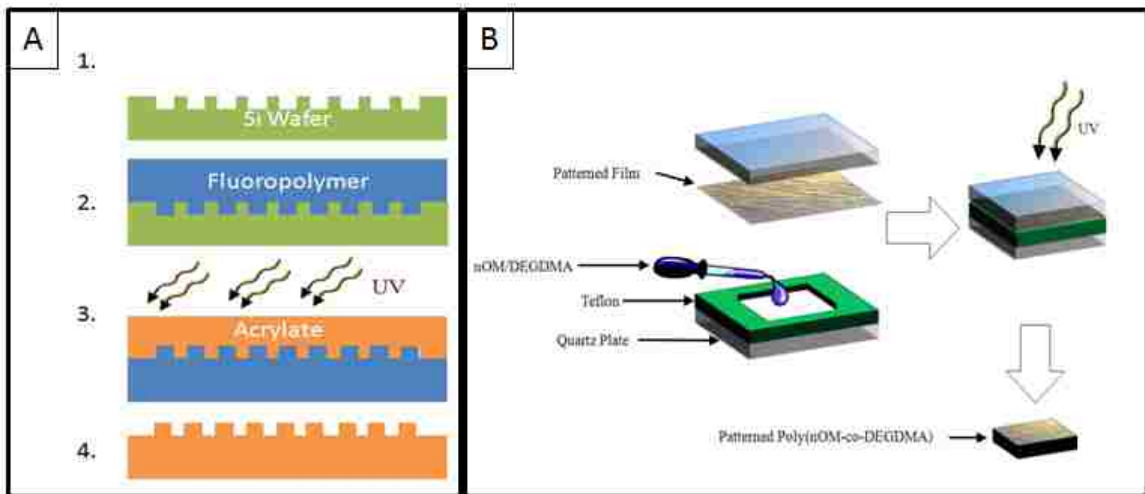 A
1.
Si Wafer
Fluoropolymer
2.
UV
3.
Acrylate
4.
B
UV
Patterned Film
nOM/DEGDMA
Teflon
Quartz Plate
Patterned Poly(nOM-co-DEGDMA)